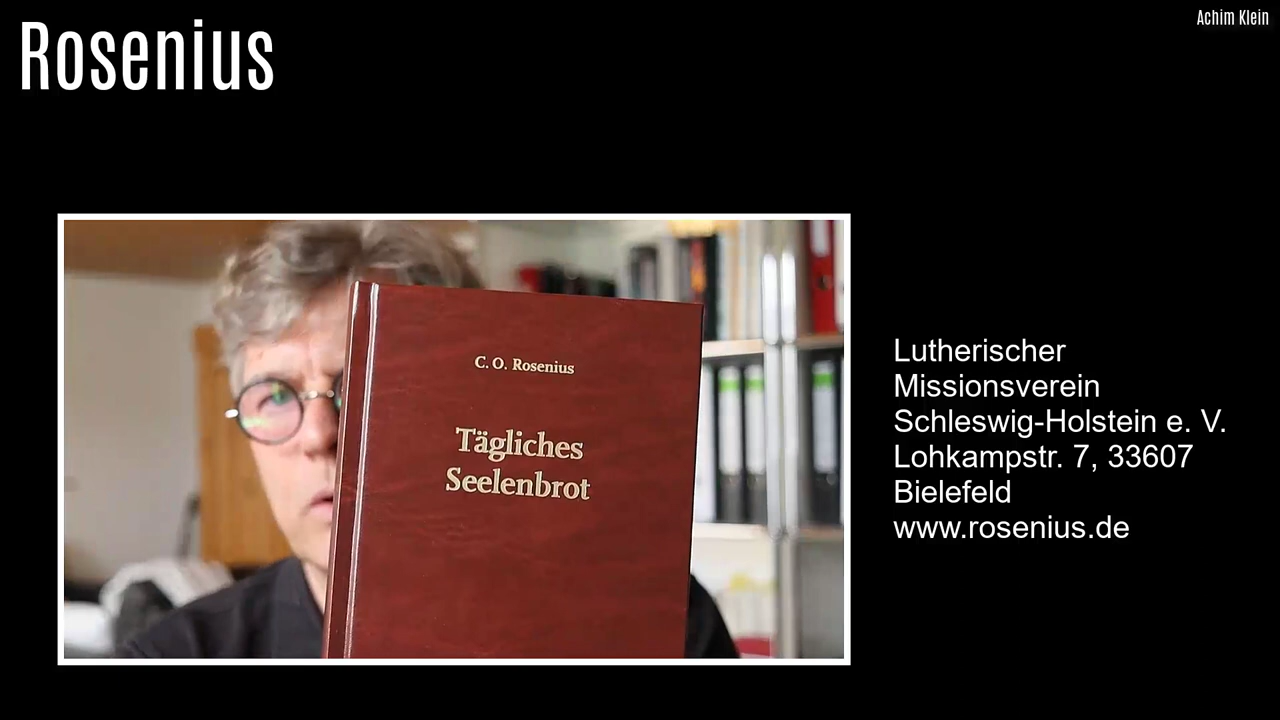 Rosenius
Achim Klein
C. O. Rosenius
Tägliches
Seelenbrot
Lutherischer
Missionsverein
Schleswig-Holstein e. V.
Lohkampstr. 7, 33607
Bielefeld
www.rosenius.de